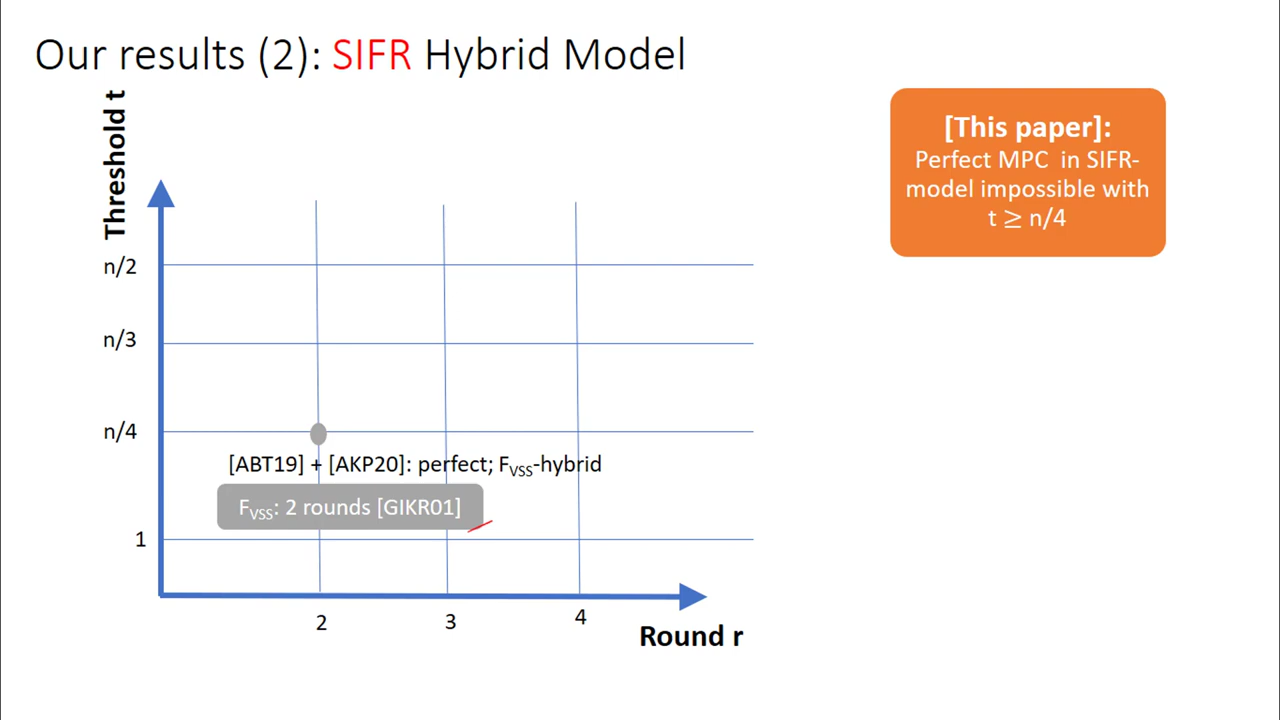 Our results (2): SIFR Hybrid Model
Threshold t
[This paper]:
Perfect MPC in SIFR-
model impossible with
t ≥ n/4
n/2
n/3
n/4
[ABT19] + [AKP20]: perfect; FVSS-hybrid
FVSS: 2 rounds [GIKR01]
1
2
3
4
Round r